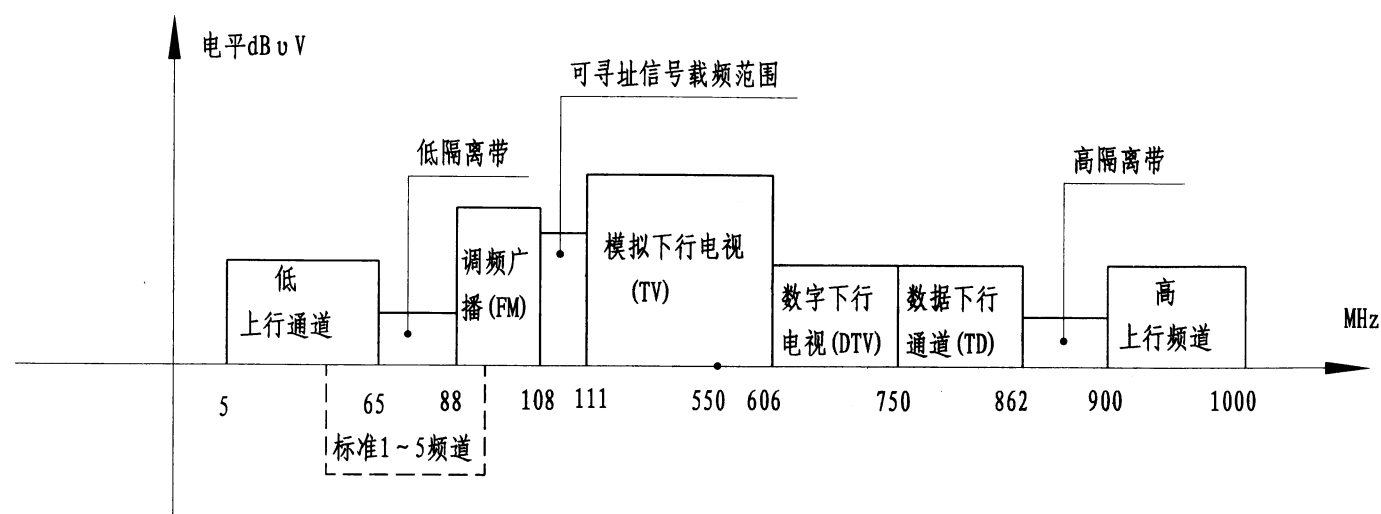 电平dBυV
可寻址信号载频范围
低隔离带
高隔离带
低
上行通道
调频广
播(FM)
模拟下行电视
(TV)
数字下行
电视(DTV)
数据下行
通道(TD)
高
上行频道
MHz
5
65
88
108
111
550
606
750
862
900
1000
标准1~5频道